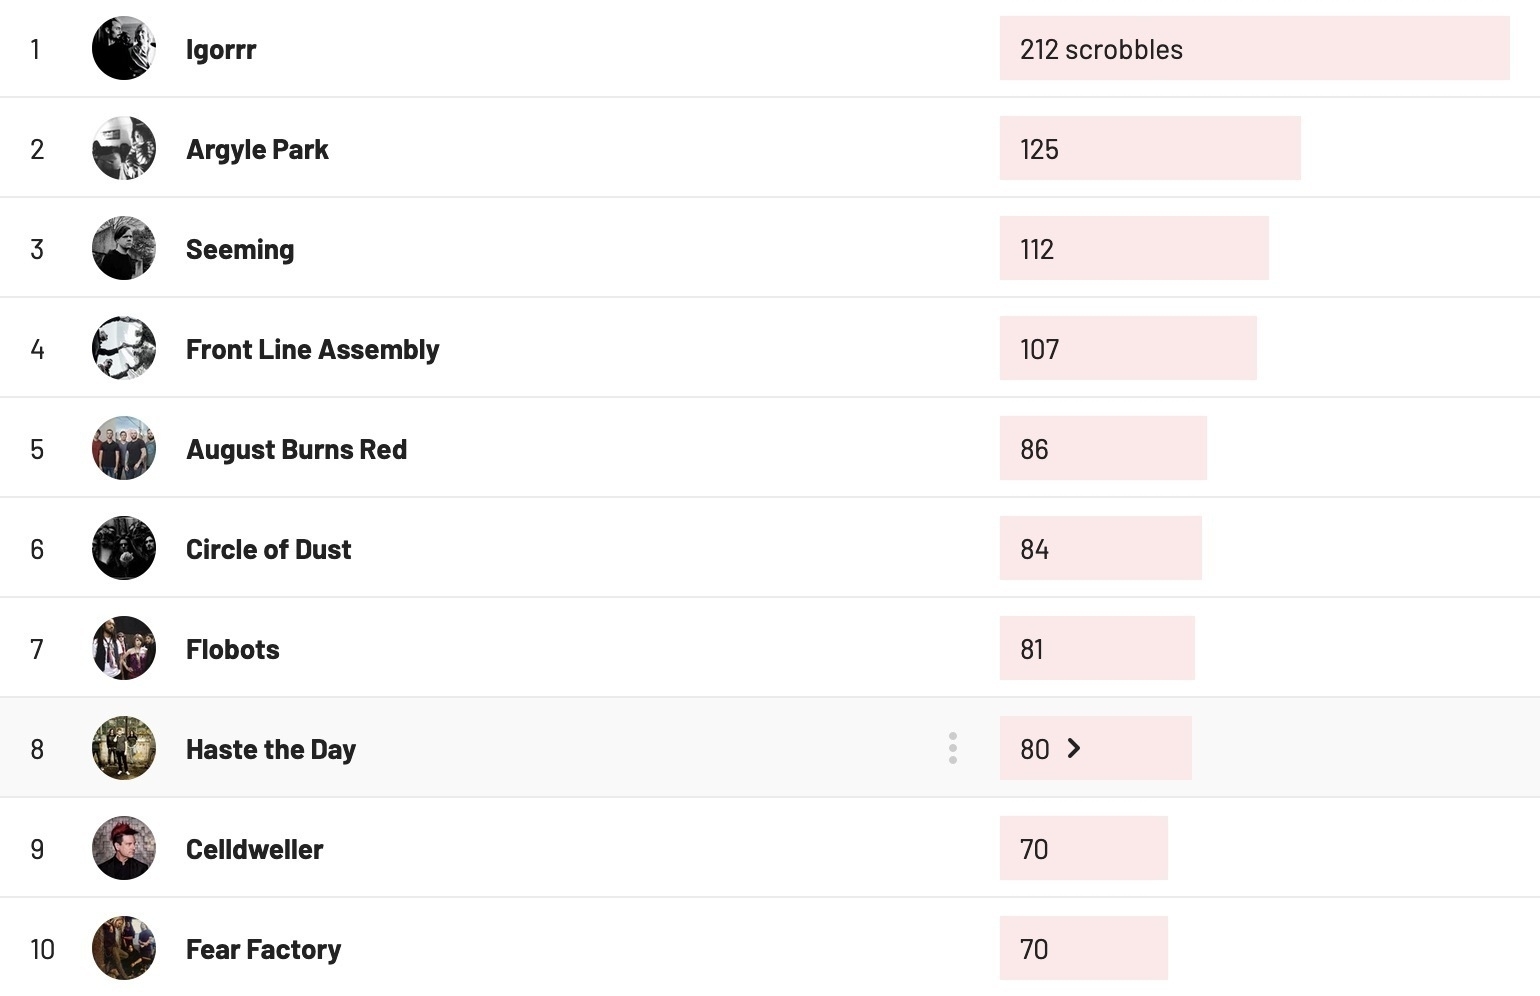 1 Igorrr 212 scrobbles
2 Argyle Park 125
3 Seeming 112
4 Front Line Assembly 107
5 August Burns Red 86
6 Circle of Dust 84
7 Flobots 81
8 Haste the Day 80
9 Celldweller 70
10 Fear Factory 70